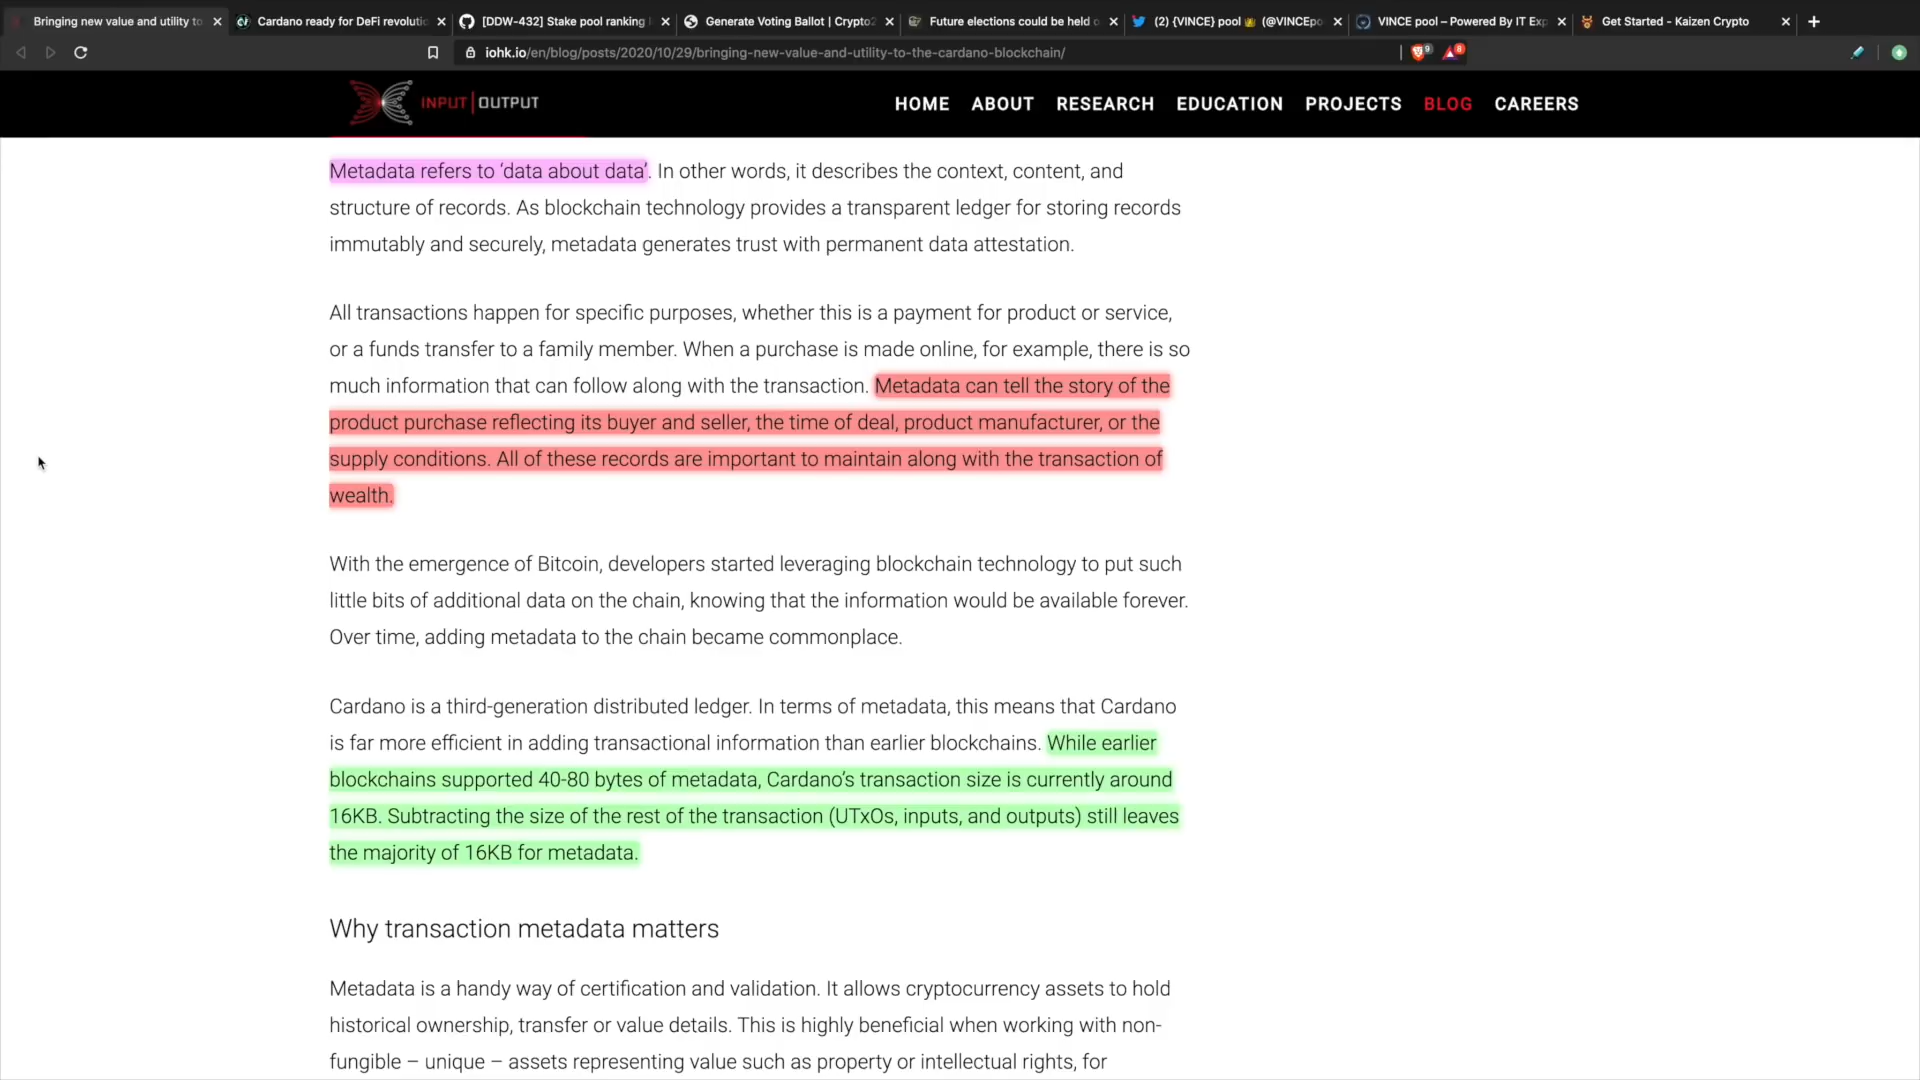 Bringing new value and utility to
Cardano ready for DeFi revolutio
[DDW-432] Stake pool ranking
Generate Voting Ballot | Crypto2
Future elections could be held o
(2) {VINCE} pool (@VINCEpo
VINCE pool – Powered By IT Exp
Get Started - Kaizen Crypto
iohk.io/en/blog/posts/2020/10/29/bringing-new-value-and-utility-to-the-cardano-blockchain/
9
8
INPUT | OUTPUT
HOME ABOUT RESEARCH EDUCATION PROJECTS BLOG CAREERS
Metadata refers to ‘data about data’. In other words, it describes the context, content, and
structure of records. As blockchain technology provides a transparent ledger for storing records
immutably and securely, metadata generates trust with permanent data attestation.
All transactions happen for specific purposes, whether this is a payment for product or service,
or a funds transfer to a family member. When a purchase is made online, for example, there is so
much information that can follow along with the transaction. Metadata can tell the story of the
product purchase reflecting its buyer and seller, the time of deal, product manufacturer, or the
supply conditions. All of these records are important to maintain along with the transaction of
wealth.
With the emergence of Bitcoin, developers started leveraging blockchain technology to put such
little bits of additional data on the chain, knowing that the information would be available forever.
Over time, adding metadata to the chain became commonplace.
Cardano is a third-generation distributed ledger. In terms of metadata, this means that Cardano
is far more efficient in adding transactional information than earlier blockchains. While earlier
blockchains supported 40-80 bytes of metadata, Cardano’s transaction size is currently around
16KB. Subtracting the size of the rest of the transaction (UTxOs, inputs, and outputs) still leaves
the majority of 16KB for metadata.
Why transaction metadata matters
Metadata is a handy way of certification and validation. It allows cryptocurrency assets to hold
historical ownership, transfer or value details. This is highly beneficial when working with non-
fungible – unique – assets representing value such as property or intellectual rights, for